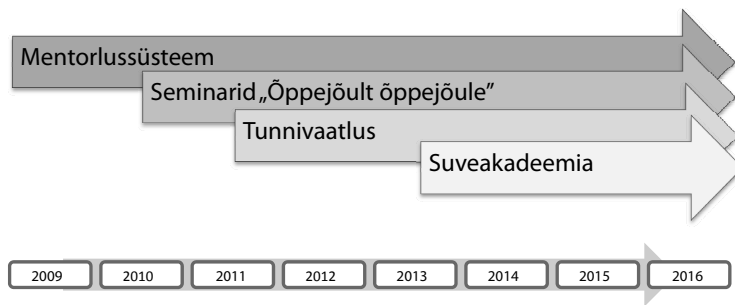 Mentorlussüsteem
Seminarid „Õppejõult õppejõule”
Tunnivaatlus
Suveakadeemia
2009 2010 2011 2012 2013 2014 2015 2016